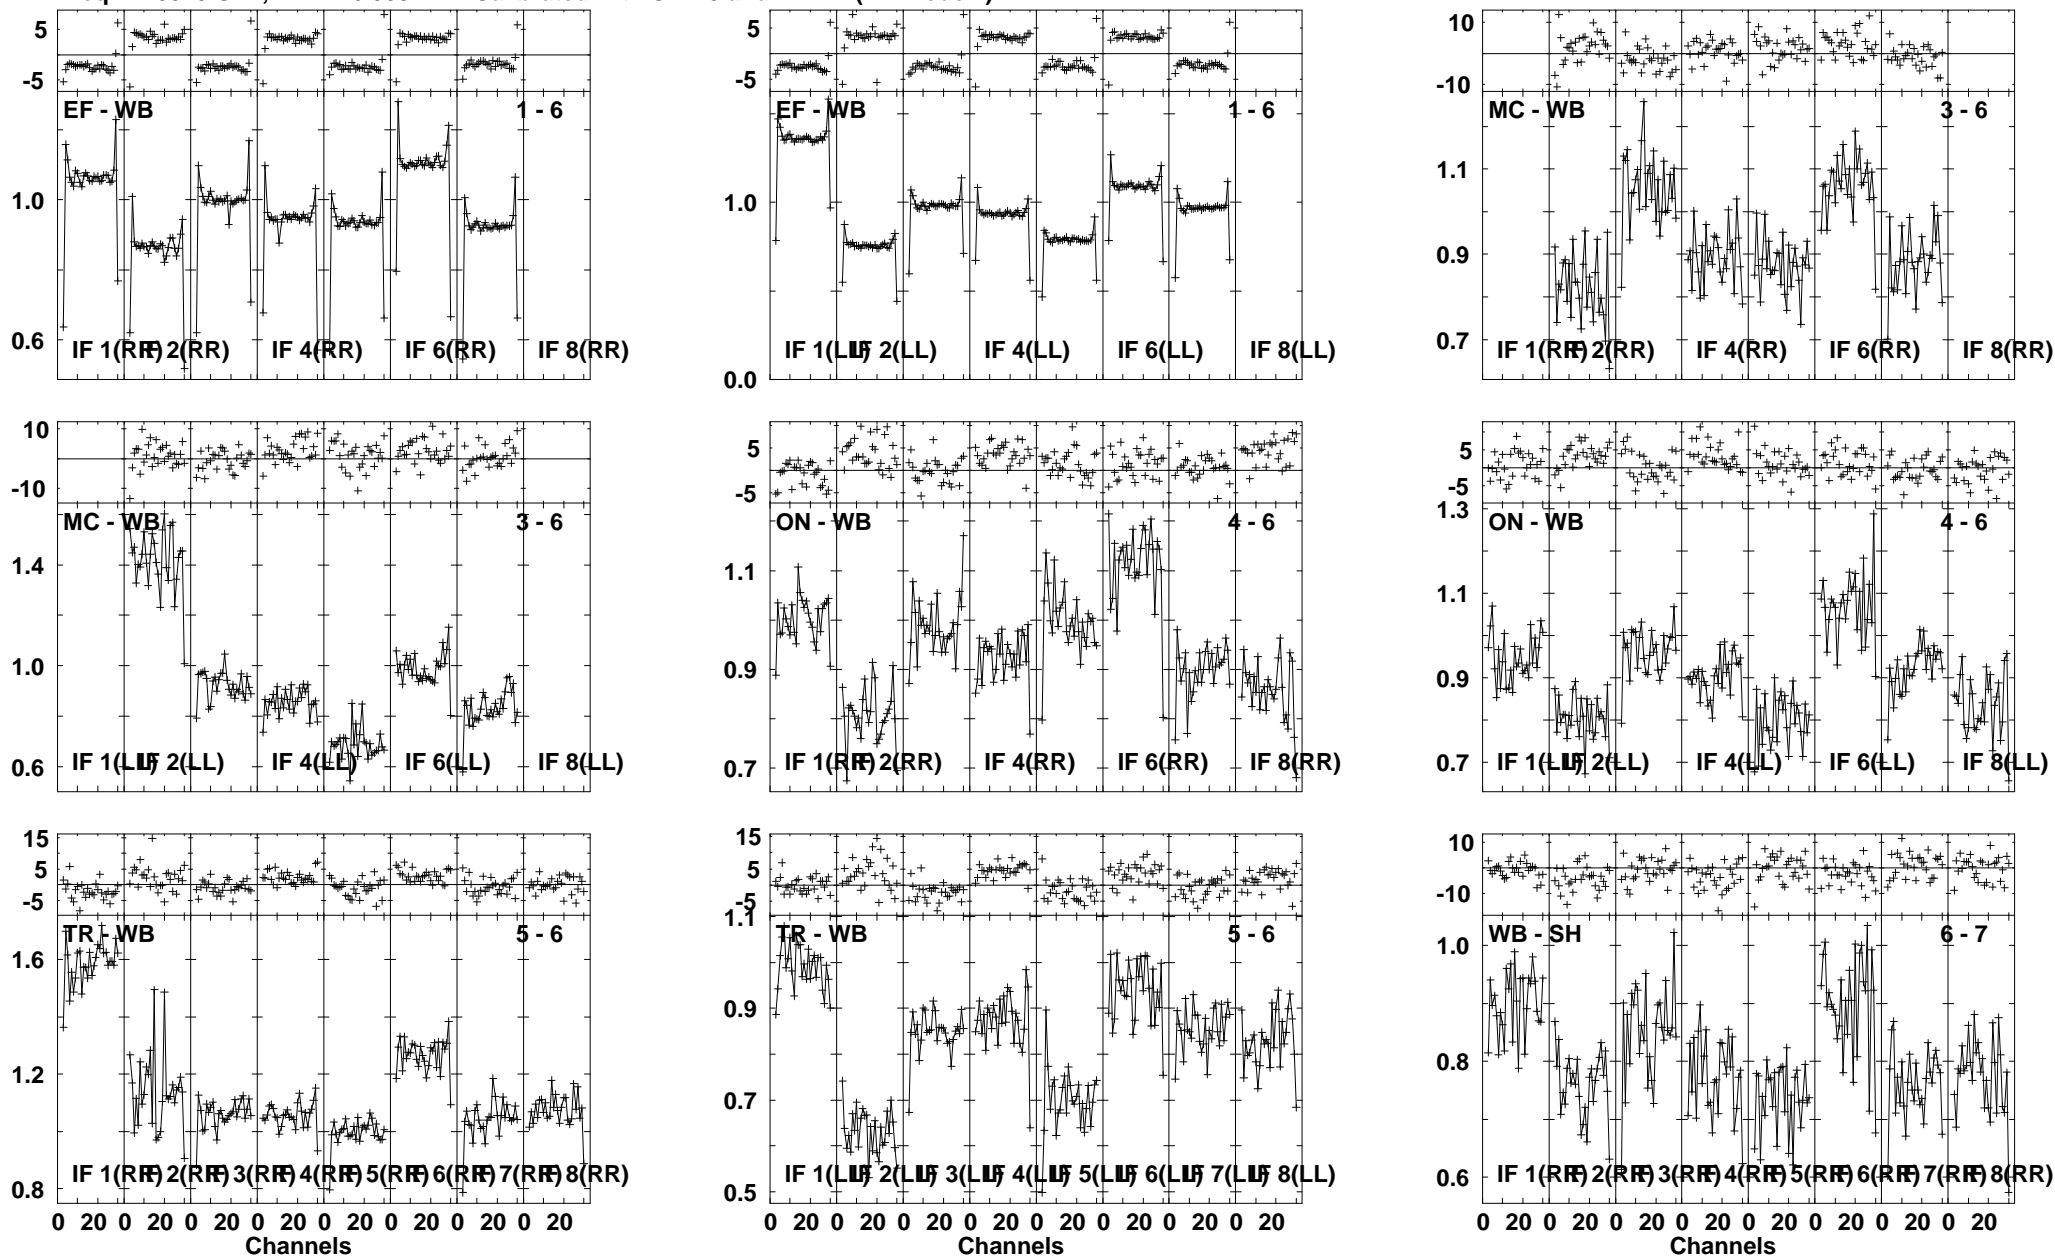 5 5 10
-5 -5 -10
EF - WB 1 - 6 EF - WB 1 - 6 MC - WB 3 - 6
1.1
1.0 1.0
0.9
0.6 0.7
IF 1(RR) IF 2(RR) IF 4(RR) IF 6(RR) IF 8(RR) IF 1(LL) IF 2(LL) IF 4(LL) IF 6(LL) IF 8(LL) IF 1(RR) IF 2(RR) IF 4(RR) IF 6(RR) IF 8(RR)
0.0
10 5 5
-10 -5 -5
1.3
MC - WB 3 - 6 ON - WB 4 - 6 ON - WB 4 - 6
1.4 1.1 1.1
1.0 0.9 0.9
0.6 0.7 0.7
IF 1(LL) IF 2(LL) IF 4(LL) IF 6(LL) IF 8(LL) IF 1(RR) IF 2(RR) IF 4(RR) IF 6(RR) IF 8(RR) IF 1(LL) IF 2(LL) IF 4(LL) IF 6(LL) IF 8(LL)
15 15 10
5 5
-5 -5 -10
1.1
TR - WB 5 - 6 TR - WB 5 - 6 WB - SH 6 - 7
1.6 0.9 1.0
1.2 0.7 0.8
0.8 0.5 0.6
IF 1(RR) IF 2(RR) IF 3(RR) IF 4(RR) IF 5(RR) IF 6(RR) IF 7(RR) IF 8(RR) IF 1(LL) IF 2(LL) IF 3(LL) IF 4(LL) IF 5(LL) IF 6(LL) IF 7(LL) IF 8(LL) IF 1(RR) IF 2(RR) IF 3(RR) IF 4(RR) IF 5(RR) IF 6(RR) IF 7(RR) IF 8(RR)
0 20 0 20 0 20 0 20 0 20 0 20 0 20 0 20 0 20 0 20 0 20 0 20 0 20 0 20 0 20 0 20 0 20 0 20 0 20 0 20 0 20 0 20 0 20 0 20
Channels Channels Channels